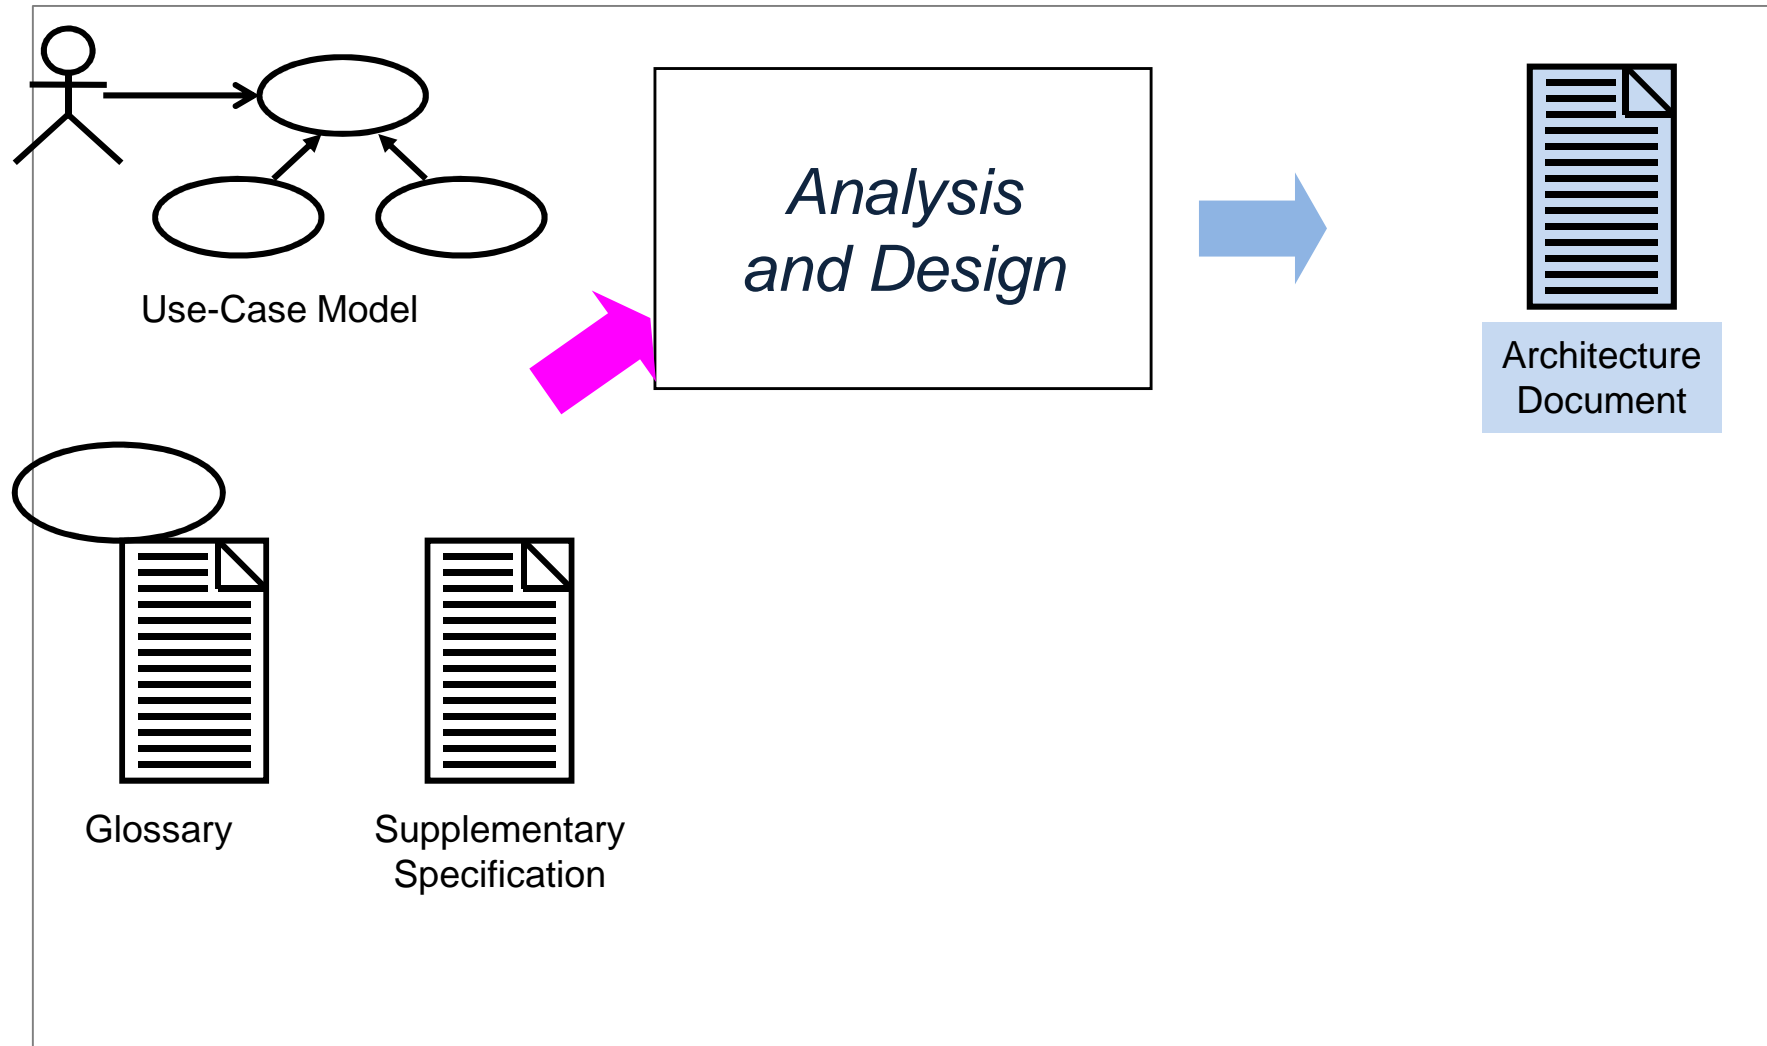 Use-Case Model
Analysis
and Design
Architecture
Document
Glossary
Supplementary
Specification